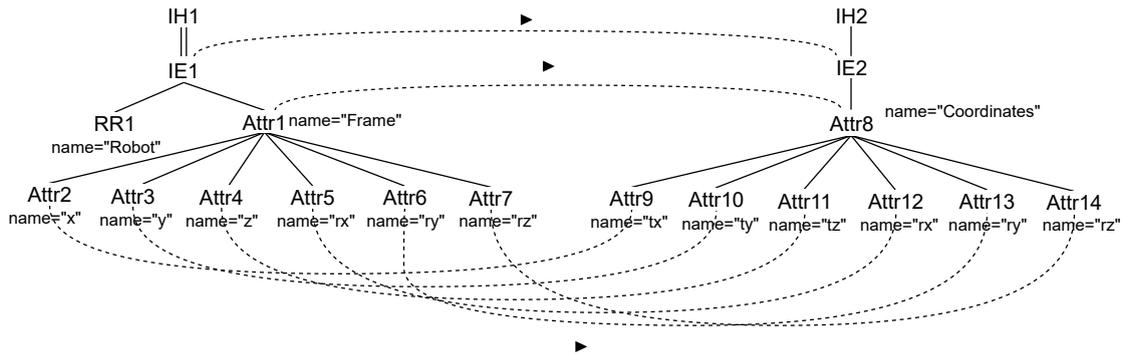 IH1 IH2
IE1 IE2
RR1 Attr1 name="Frame" Attr8 name="Coordinates"
name="Robot"
Attr2 Attr3 Attr4 Attr5 Attr6 Attr7 Attr9 Attr10 Attr11 Attr12 Attr13 Attr14
name="x" name="y" name="z" name="rx" name="ry" name="rz" name="tx" name="ty" name="tz" name="rx" name="ry" name="rz"